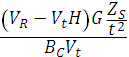 (V_R − V_t H) G Z_S / t²
B_C V_t